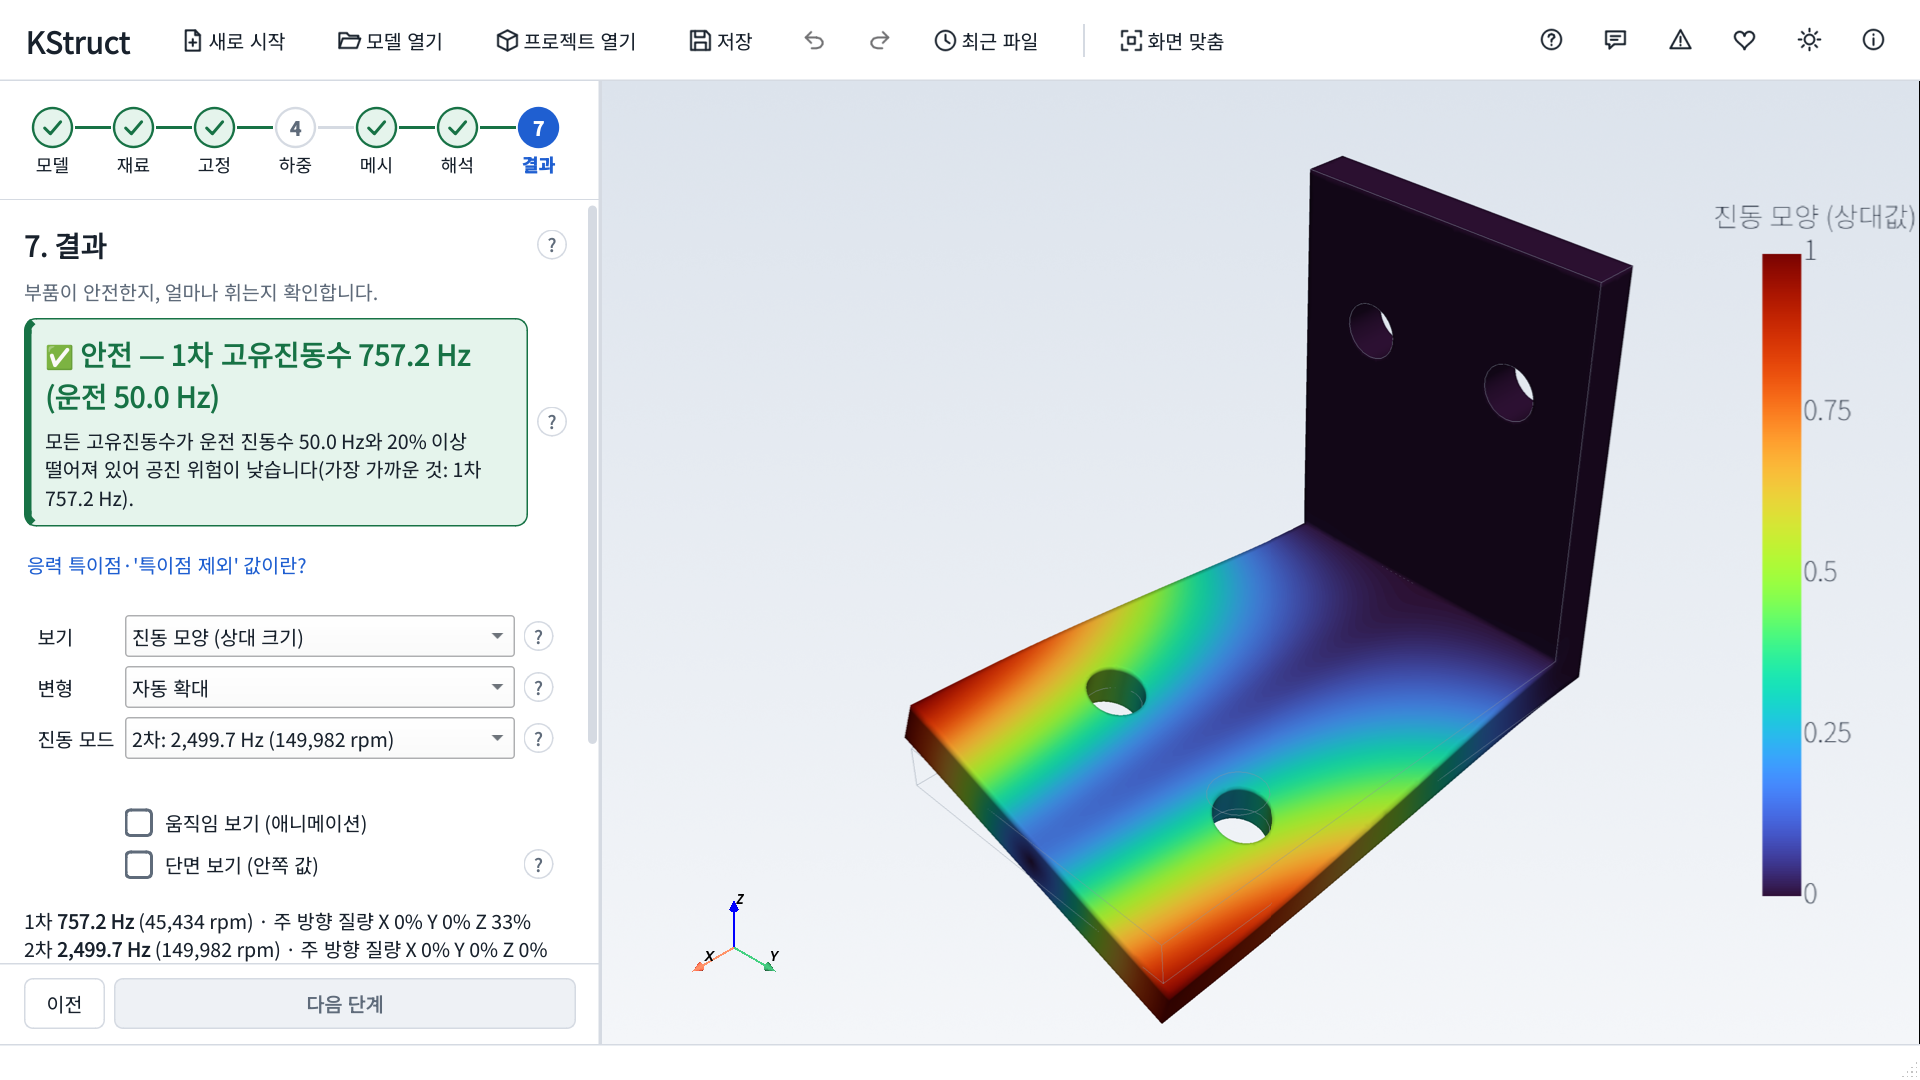 KStruct
새로 시작
모델 열기
프로젝트 열기
저장
최근 파일
화면 맞춤
4
7
모델
재료
고정
하중
메시
해석
결과
7. 결과
?
부품이 안전한지, 얼마나 휘는지 확인합니다.
✅ 안전 — 1차 고유진동수 757.2 Hz
(운전 50.0 Hz)
모든 고유진동수가 운전 진동수 50.0 Hz와 20% 이상
떨어져 있어 공진 위험이 낮습니다(가장 가까운 것: 1차
757.2 Hz).
?
응력 특이점·'특이점 제외' 값이란?
보기
진동 모양 (상대 크기)
?
변형
자동 확대
?
진동 모드
2차: 2,499.7 Hz (149,982 rpm)
?
움직임 보기 (애니메이션)
단면 보기 (안쪽 값)
?
1차 757.2 Hz (45,434 rpm) · 주 방향 질량 X 0% Y 0% Z 33%
2차 2,499.7 Hz (149,982 rpm) · 주 방향 질량 X 0% Y 0% Z 0%
이전
다음 단계
진동 모양 (상대값)
1
0.75
0.5
0.25
0
Z
X
Y